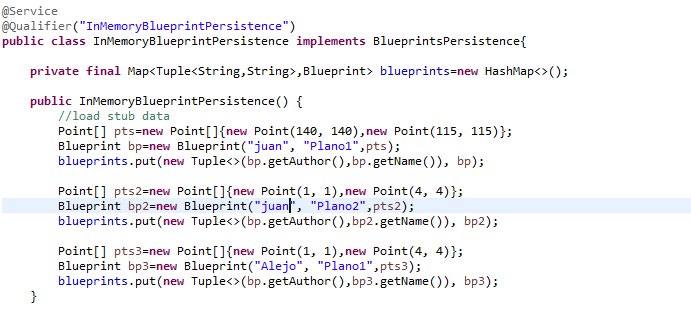 @Service
@Qualifier("InMemoryBlueprintPersistence")
public class InMemoryBlueprintPersistence implements BlueprintsPersistence{
private final Map<Tuple<String,String>,Blueprint> blueprints=new HashMap<>();
public InMemoryBlueprintPersistence() {
//load stub data
Point[] pts=new Point[]{new Point(140, 140),new Point(115, 115)};
Blueprint bp=new Blueprint("juan", "Plano1",pts);
blueprints.put(new Tuple<>(bp.getAuthor(),bp.getName()), bp);
Point[] pts2=new Point[]{new Point(1, 1),new Point(4, 4)};
Blueprint bp2=new Blueprint("juan", "Plano2",pts2);
blueprints.put(new Tuple<>(bp.getAuthor(),bp2.getName()), bp2);
Point[] pts3=new Point[]{new Point(1, 1),new Point(4, 4)};
Blueprint bp3=new Blueprint("Alejo", "Plano1",pts3);
blueprints.put(new Tuple<>(bp.getAuthor(),bp3.getName()), bp3);
}